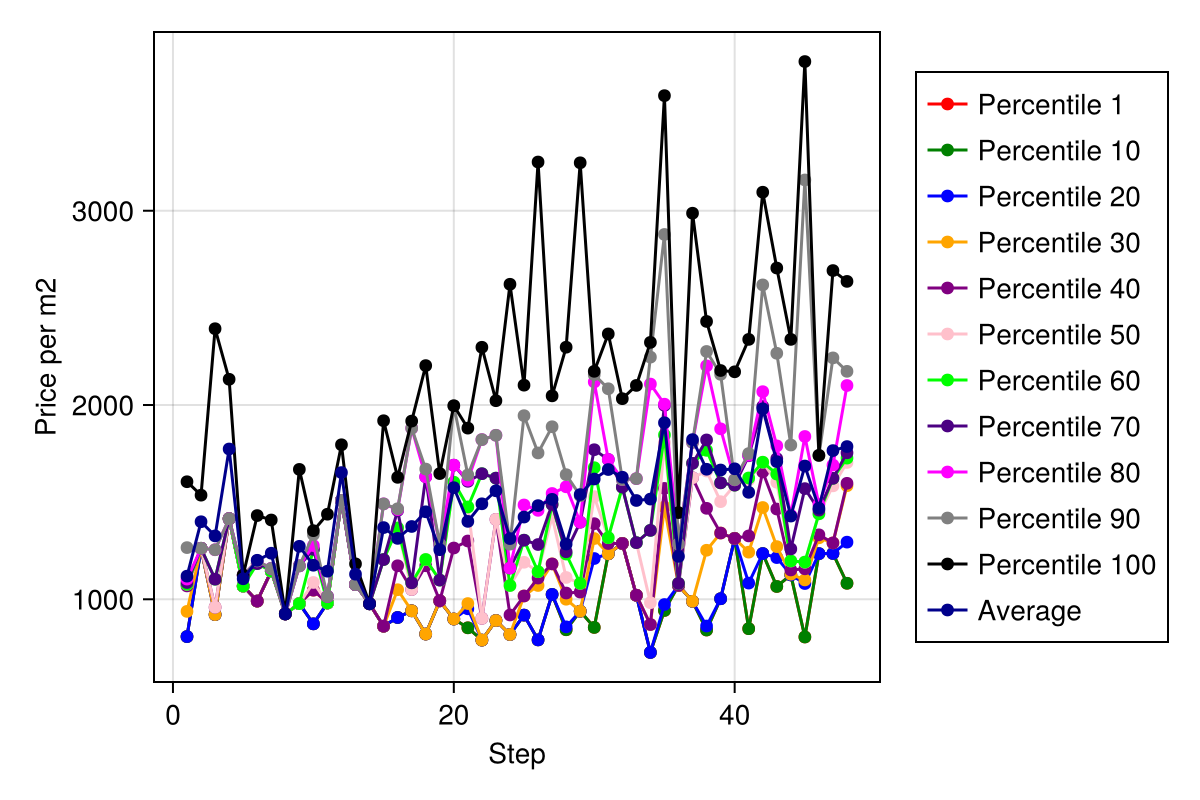 3000
2000
1000
0
20
40
Price per m2
Step
Percentile 1
Percentile 10
Percentile 20
Percentile 30
Percentile 40
Percentile 50
Percentile 60
Percentile 70
Percentile 80
Percentile 90
Percentile 100
Average